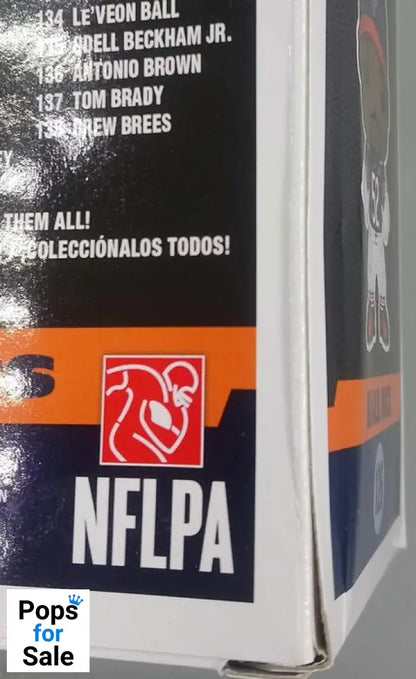 134 LE'VEON BALL
ODELL BECKHAM JR.
136 ANTONIO BROWN
137 TOM BRADY
DREW BREES
THEM ALL!
¡COLECCIÓNALOS TODOS!
NFLPA
52
Pops
for
Sale